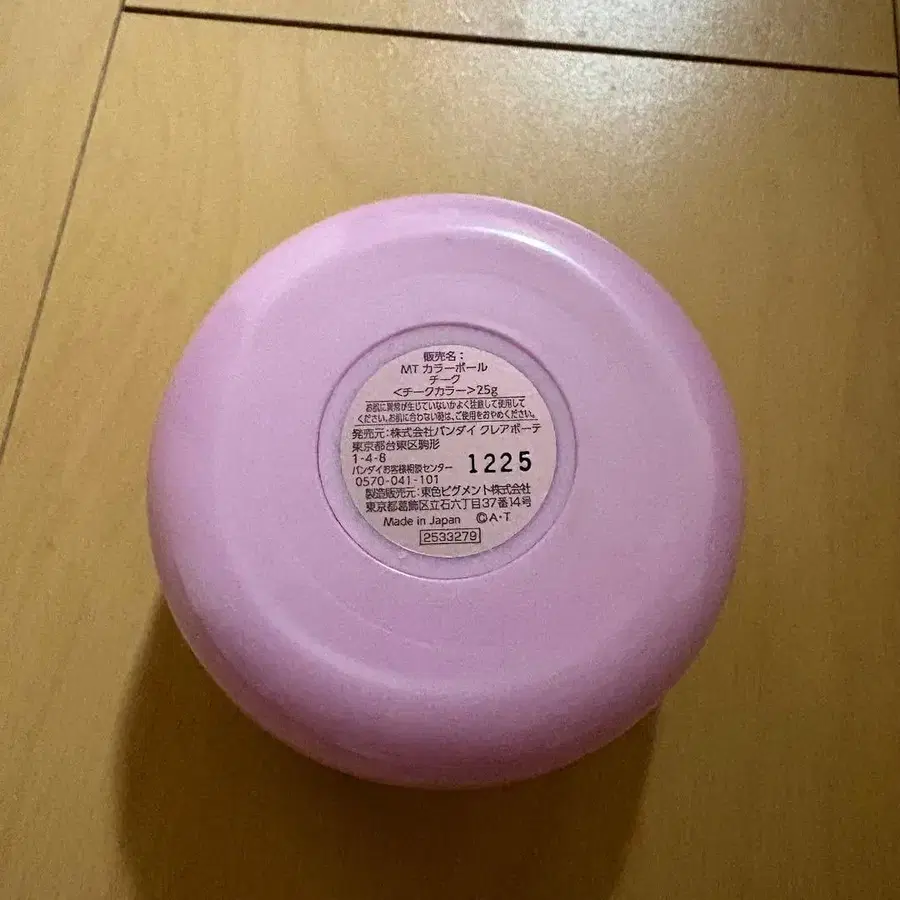 販売名：
MT カラーボール
チーク
<チークカラー>25g
お肌に異常が生じていないかよく注意して使用して
ください。お肌に合わない時は、ご使用をおやめください。
発売元：株式会社バンダイ クレアボーテ
東京都台東区駒形
1-4-8
バンダイお客様相談センター
0570-041-101
1225
製造販売元：東色ピグメント株式会社
東京都葛飾区立石六丁目37番14号
Made in Japan ©A・T
2533279